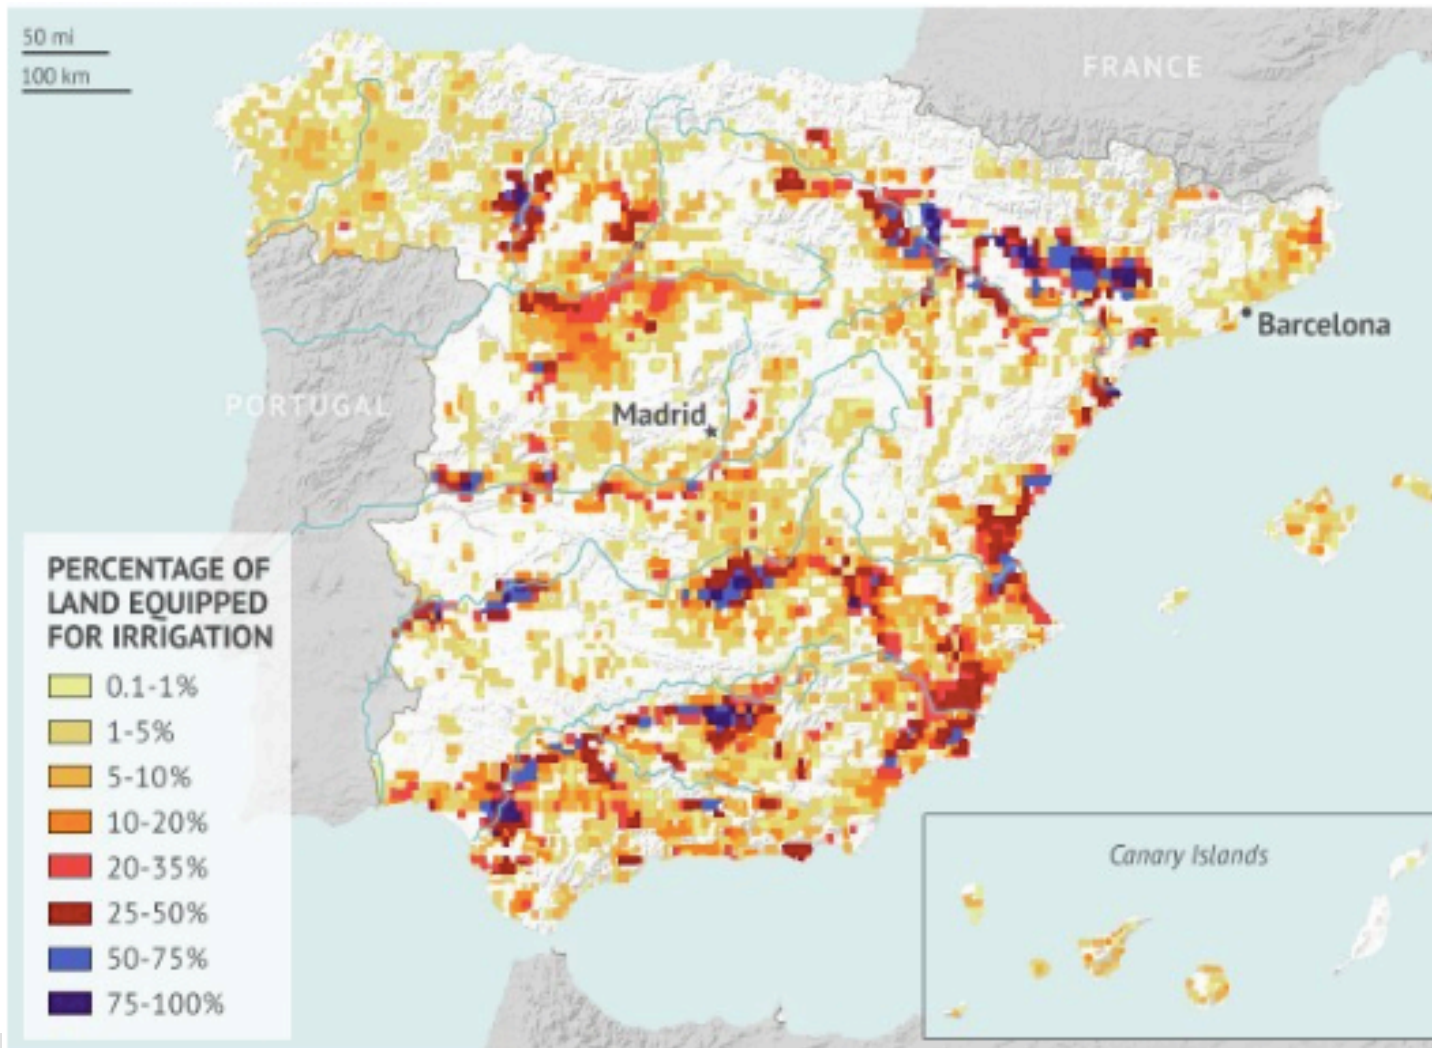 50 mi
100 km
FRANCE
Barcelona
PORTUGAL
Madrid
PERCENTAGE OF
LAND EQUIPPED
FOR IRRIGATION
0.1-1%
1-5%
5-10%
10-20%
20-35%
25-50%
50-75%
75-100%
Canary Islands